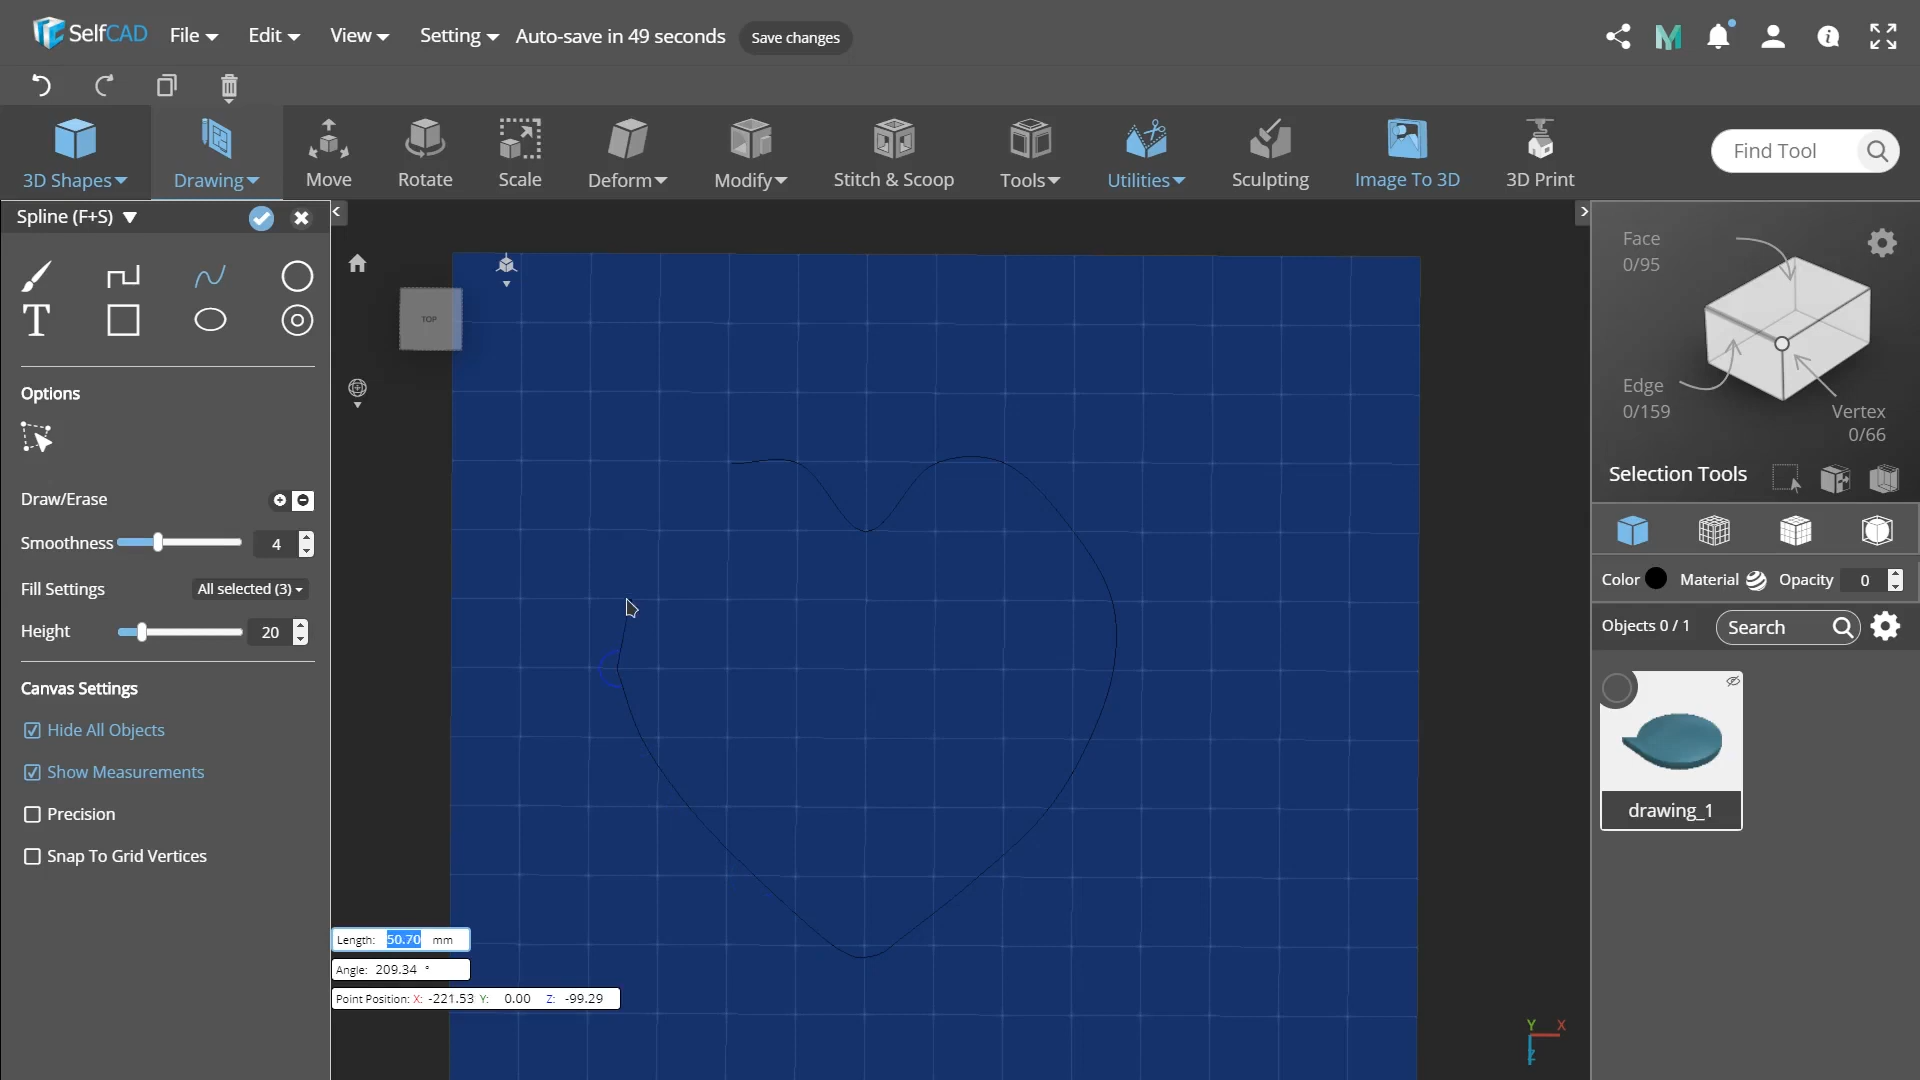 SelfCAD File Edit View Setting Auto-save in 49 seconds Save changes
3D Shapes Drawing Move Rotate Scale Deform Modify Stitch & Scoop Tools Utilities Sculpting Image To 3D 3D Print Find Tool
Spline (F+S)
T
Options
Draw/Erase
Smoothness 4
Fill Settings All selected (3)
Height 20
Canvas Settings
Hide All Objects
Show Measurements
Precision
Snap To Grid Vertices
TOP
Length: 50.70 mm
Angle: 209.34 °
Point Position: X: -221.53 Y: 0.00 Z: -99.29
Y X
Z
Face
0/95
Edge
0/159
Vertex
0/66
Selection Tools
Color Material Opacity 0
Objects 0 / 1 Search
drawing_1